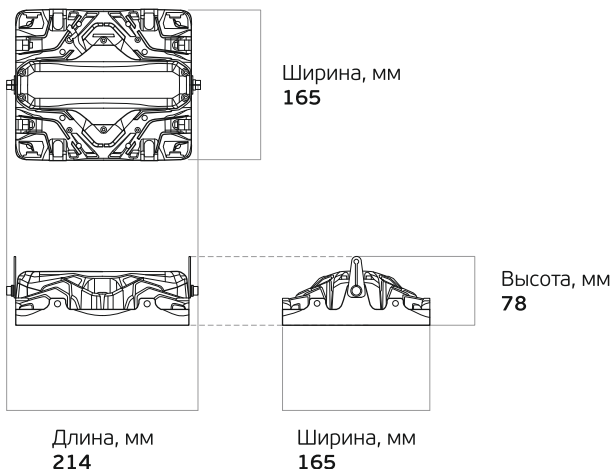 Ширина, мм
165
Высота, мм
78
Длина, мм
214
Ширина, мм
165